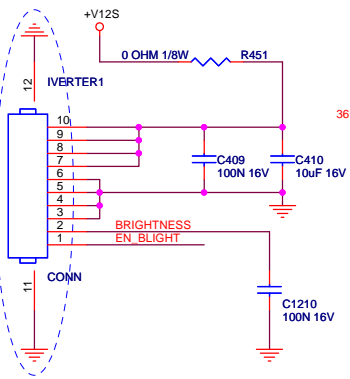 +V12S
0 OHM 1/8W R451
12
IVERTER1
36
10
9
8
7
6
5
4
3
2
1
C409
100N 16V
C410
10uF 16V
BRIGHTNESS
EN_BLIGHT
11
CONN
C1210
100N 16V